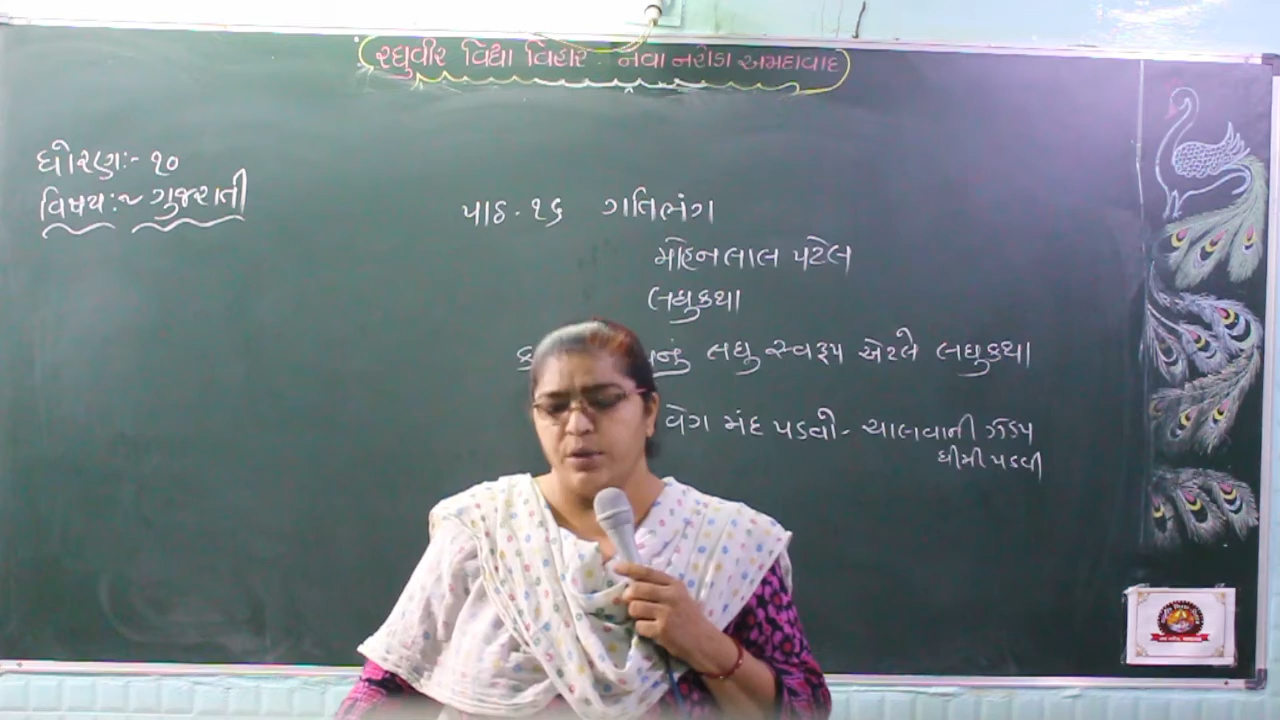 રઘુવીર વિદ્યા વિહાર - નવા નરોડા અમદાવાદ
ધોરણઃ- ૧૦
વિષયઃ~ ગુજરાતી
પાઠ-૧૬ ગતિભંગ
મોહનલાલ પટેલ
લઘુકથા
લઘુ સ્વરૂપ એટલે લઘુકથા
વેગ મંદ પડવો - ચાલવાની ઝડપ
ધીમી પડવી